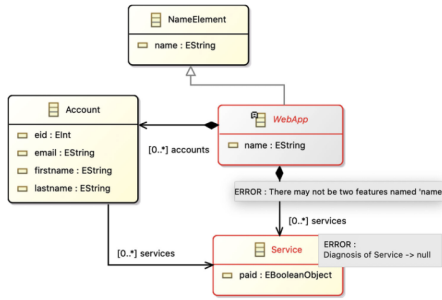 NameElement
name : EString
Account
eid : EInt
email : EString
firstname : EString
lastname : EString
WebApp
name : EString
[0..*] accounts
ERROR : There may not be two features named 'name
[0..*] services
[0..*] services
Service
paid : EBooleanObject
ERROR :
Diagnosis of Service -> null